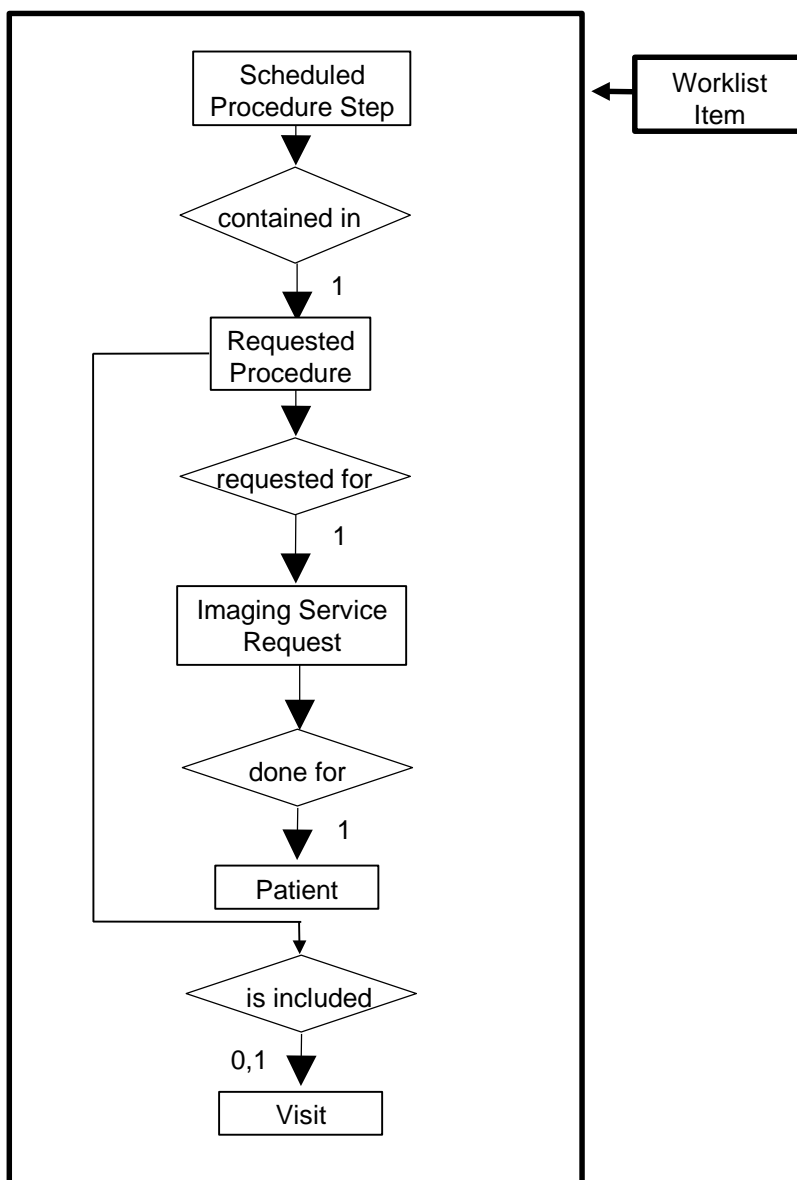 Scheduled
Procedure Step
Worklist
Item
contained in
1
Requested
Procedure
requested for
1
Imaging Service
Request
done for
1
Patient
is included
0,1
Visit